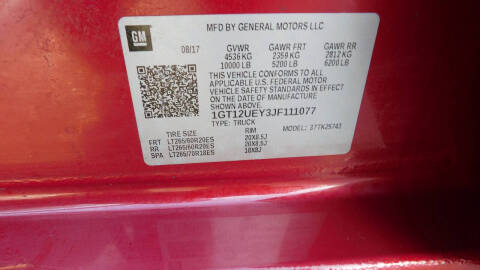 MFD BY GENERAL MOTORS LLC
GM
08/17 GVWR GAWR FRT GAWR RR
4536 KG 2359 KG 2812 KG
10000 LB 5200 LB 6200 LB
THIS VEHICLE CONFORMS TO ALL
APPLICABLE U.S. FEDERAL MOTOR
VEHICLE SAFETY STANDARDS IN
EFFECT ON THE DATE OF
MANUFACTURE SHOWN ABOVE.
1GT12UEY3JF111077
TYPE: TRUCK MODEL: 37TK25743
TIRE SIZE RIM
FRT LT265/60R20ES 20X8.5J
RR LT265/60R20ES 20X8.5J
SPA LT265/70R18ES 18X8J